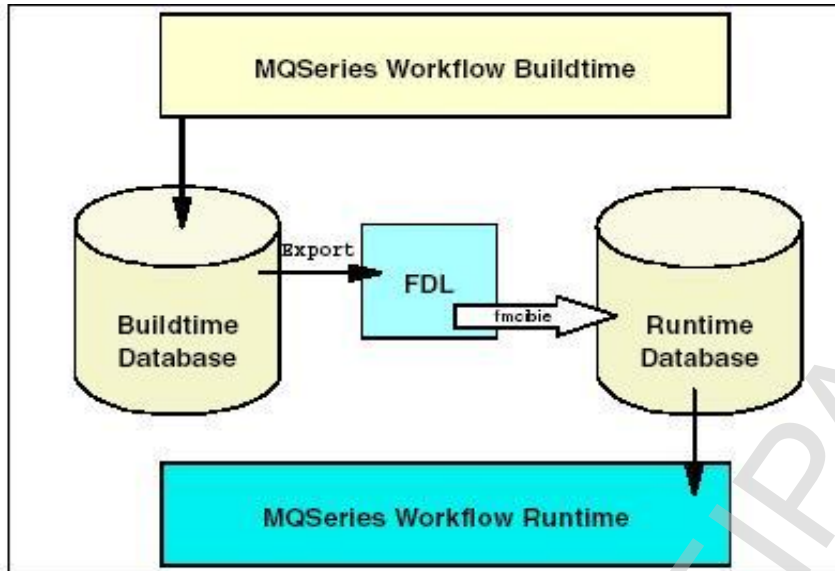 MQSeries Workflow Buildtime
Export
FDL
fmcibie
Buildtime
Database
Runtime
Database
MQSeries Workflow Runtime